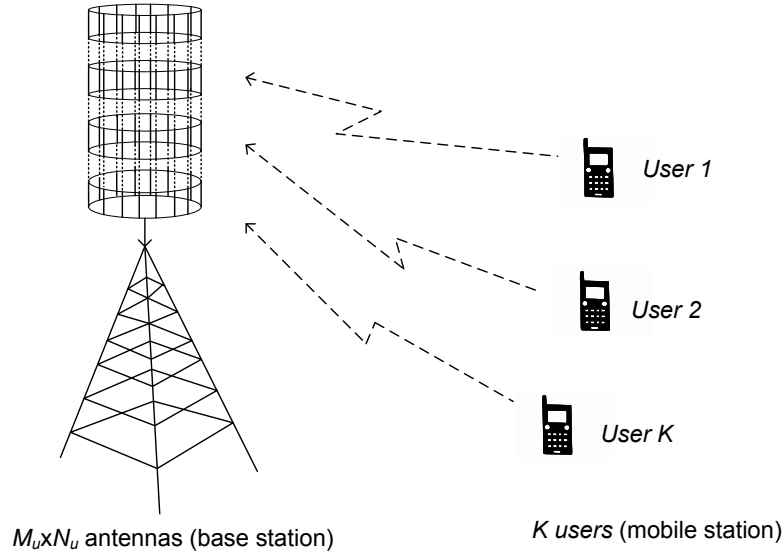 User 1
User 2
User K
MuxNu antennas (base station)
K users (mobile station)